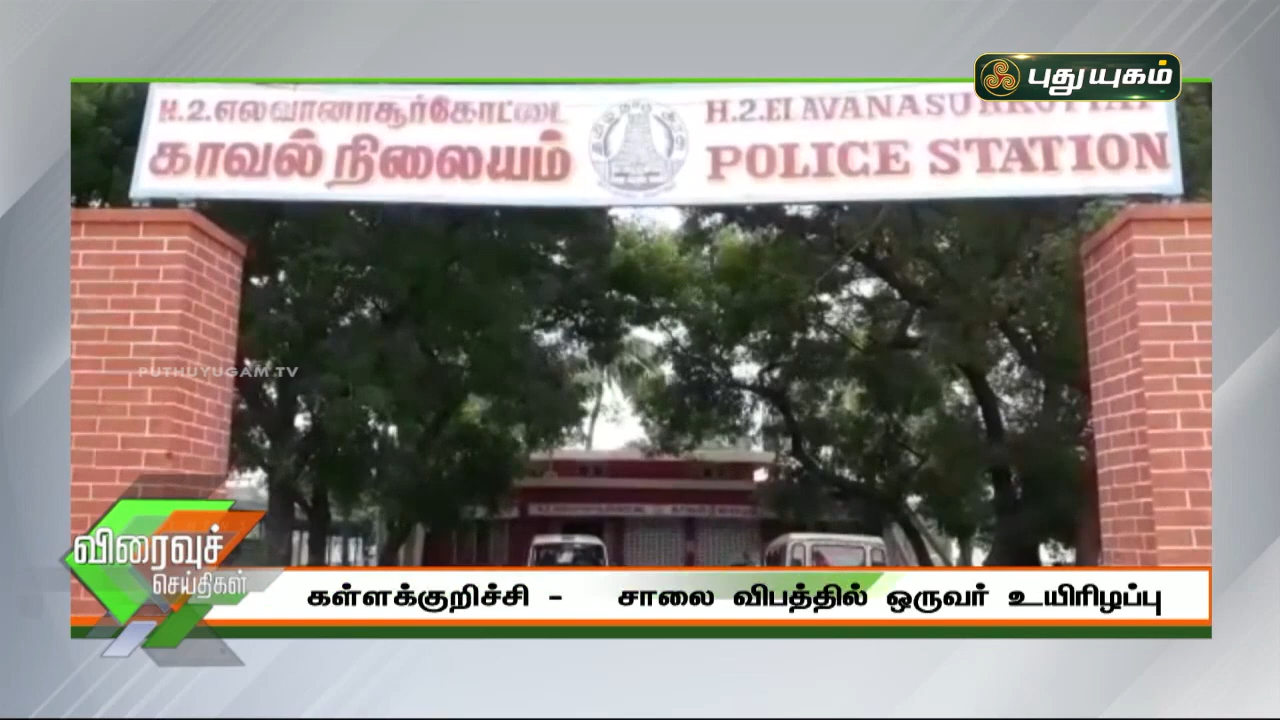 புதுயுகம்
H.2.எலவானாசூர்கோட்டை
காவல் நிலையம்
POLICE STATION
PUTHUYUGAM.TV
விரைவுச்
செய்திகள்
கள்ளக்குறிச்சி - சாலை விபத்தில் ஒருவர் உயிரிழப்பு